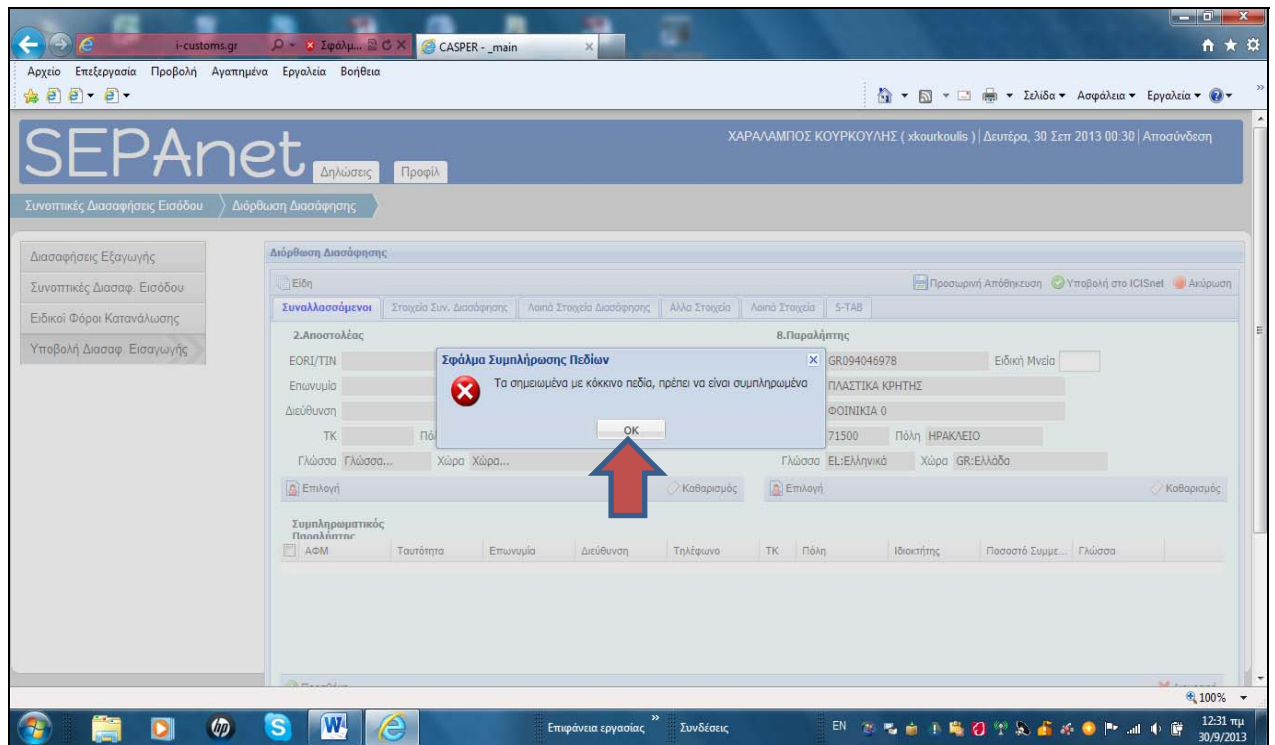 i-customs.gr Σφάλμ... CASPER - _main
Αρχείο Επεξεργασία Προβολή Αγαπημένα Εργαλεία Βοήθεια
Σελίδα Ασφάλεια Εργαλεία
SEPAnet Δηλώσεις Προφίλ
ΧΑΡΑΛΑΜΠΟΣ ΚΟΥΡΚΟΥΛΗΣ ( xkourkoulis ) | Δευτέρα, 30 Σεπ 2013 00:30 | Αποσύνδεση
Συνοπτικές Διασαφήσεις Εισόδου Διόρθωση Διασάφησης
Διασαφήσεις Εξαγωγής
Συνοπτικές Διασαφ. Εισόδου
Ειδικοί Φόροι Κατανάλωσης
Υποβολή Διασαφ. Εισαγωγής
Διόρθωση Διασάφησης
Είδη Προσωρινή Αποθήκευση Υποβολή στο ICISnet Ακύρωση
Συναλλασσόμενοι Στοιχεία Συν. Διασάφησης Λοιπά Στοιχεία Διασάφησης Αλλα Στοιχεία Λοιπά Στοιχεία S-TAB
2.Αποστολέας 8.Παραλήπτης
EORI/TIN GR094046978 Ειδική Μνεία
Επωνυμία ΠΛΑΣΤΙΚΑ ΚΡΗΤΗΣ
Διεύθυνση ΦΟΙΝΙΚΙΑ 0
ΤΚ 71500 Πόλη ΗΡΑΚΛΕΙΟ
Γλώσσα Γλώσσα... Χώρα Χώρα... Γλώσσα EL:Ελληνικά Χώρα GR:Ελλάδα
Επιλογή Καθαρισμός Επιλογή Καθαρισμός
Σφάλμα Συμπλήρωσης Πεδίων
Τα σημειωμένα με κόκκινο πεδία, πρέπει να είναι συμπληρωμένα
OK
Συμπληρωματικός
Παραλήπτης
ΑΦΜ Ταυτότητα Επωνυμία Διεύθυνση Τηλέφωνο ΤΚ Πόλη Ιδιοκτήτης Ποσοστό Συμμε... Γλώσσα
100%
Επιφάνεια εργασίας Συνδέσεις EN 12:31 πμ
30/9/2013